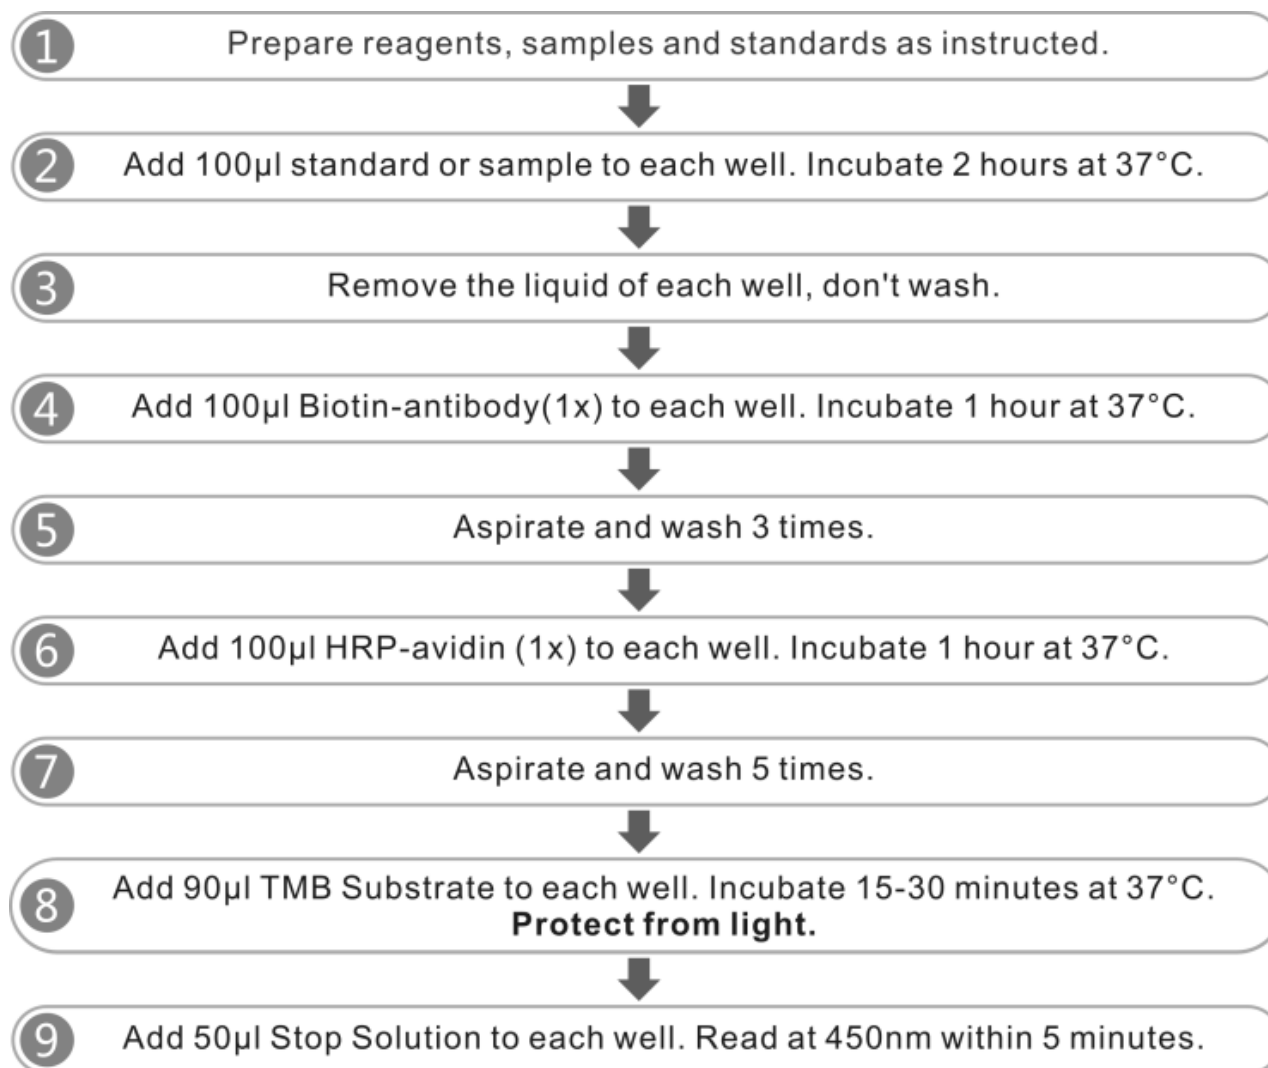 1 Prepare reagents, samples and standards as instructed.
2 Add 100µl standard or sample to each well. Incubate 2 hours at 37°C.
3 Remove the liquid of each well, don't wash.
4 Add 100µl Biotin-antibody(1x) to each well. Incubate 1 hour at 37°C.
5 Aspirate and wash 3 times.
6 Add 100µl HRP-avidin (1x) to each well. Incubate 1 hour at 37°C.
7 Aspirate and wash 5 times.
8 Add 90µl TMB Substrate to each well. Incubate 15-30 minutes at 37°C.
Protect from light.
9 Add 50µl Stop Solution to each well. Read at 450nm within 5 minutes.